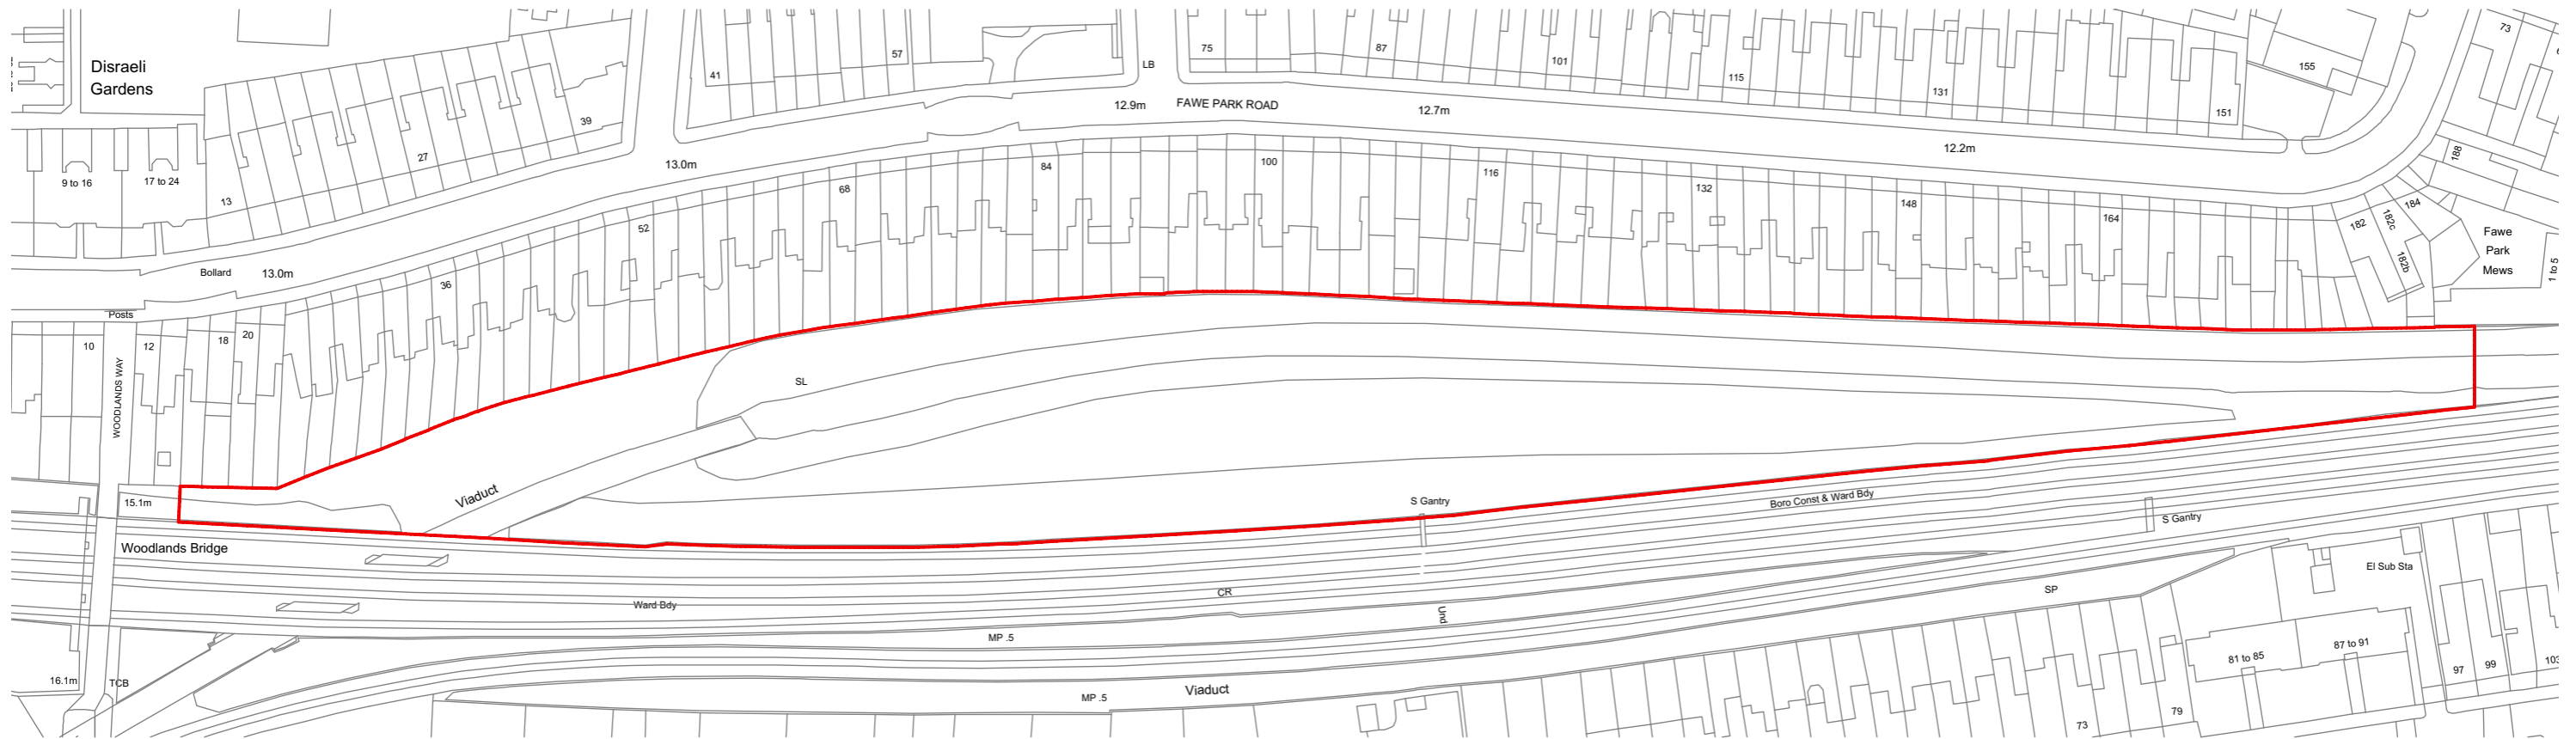 73
57
75
87
LB
101
41
Disraeli
Gardens
115
155
131
12.9m
FAWE PARK ROAD
12.7m
151
39
12.2m
27
188
13.0m
84
100
116
9 to 16
17 to 24
68
132
13
148
184
164
182
182c
52
Fawe
Park
Mews
182b
1 to 5
Bollard
13.0m
36
Posts
20
18
10
12
WOODLANDS WAY
SL
Viaduct
15.1m
S Gantry
Boro Const & Ward Bdy
S Gantry
Woodlands Bridge
El Sub Sta
CR
SP
Ward Bdy
Und
MP .5
87 to 91
81 to 85
103
99
97
16.1m
TCB
Viaduct
MP .5
79
73